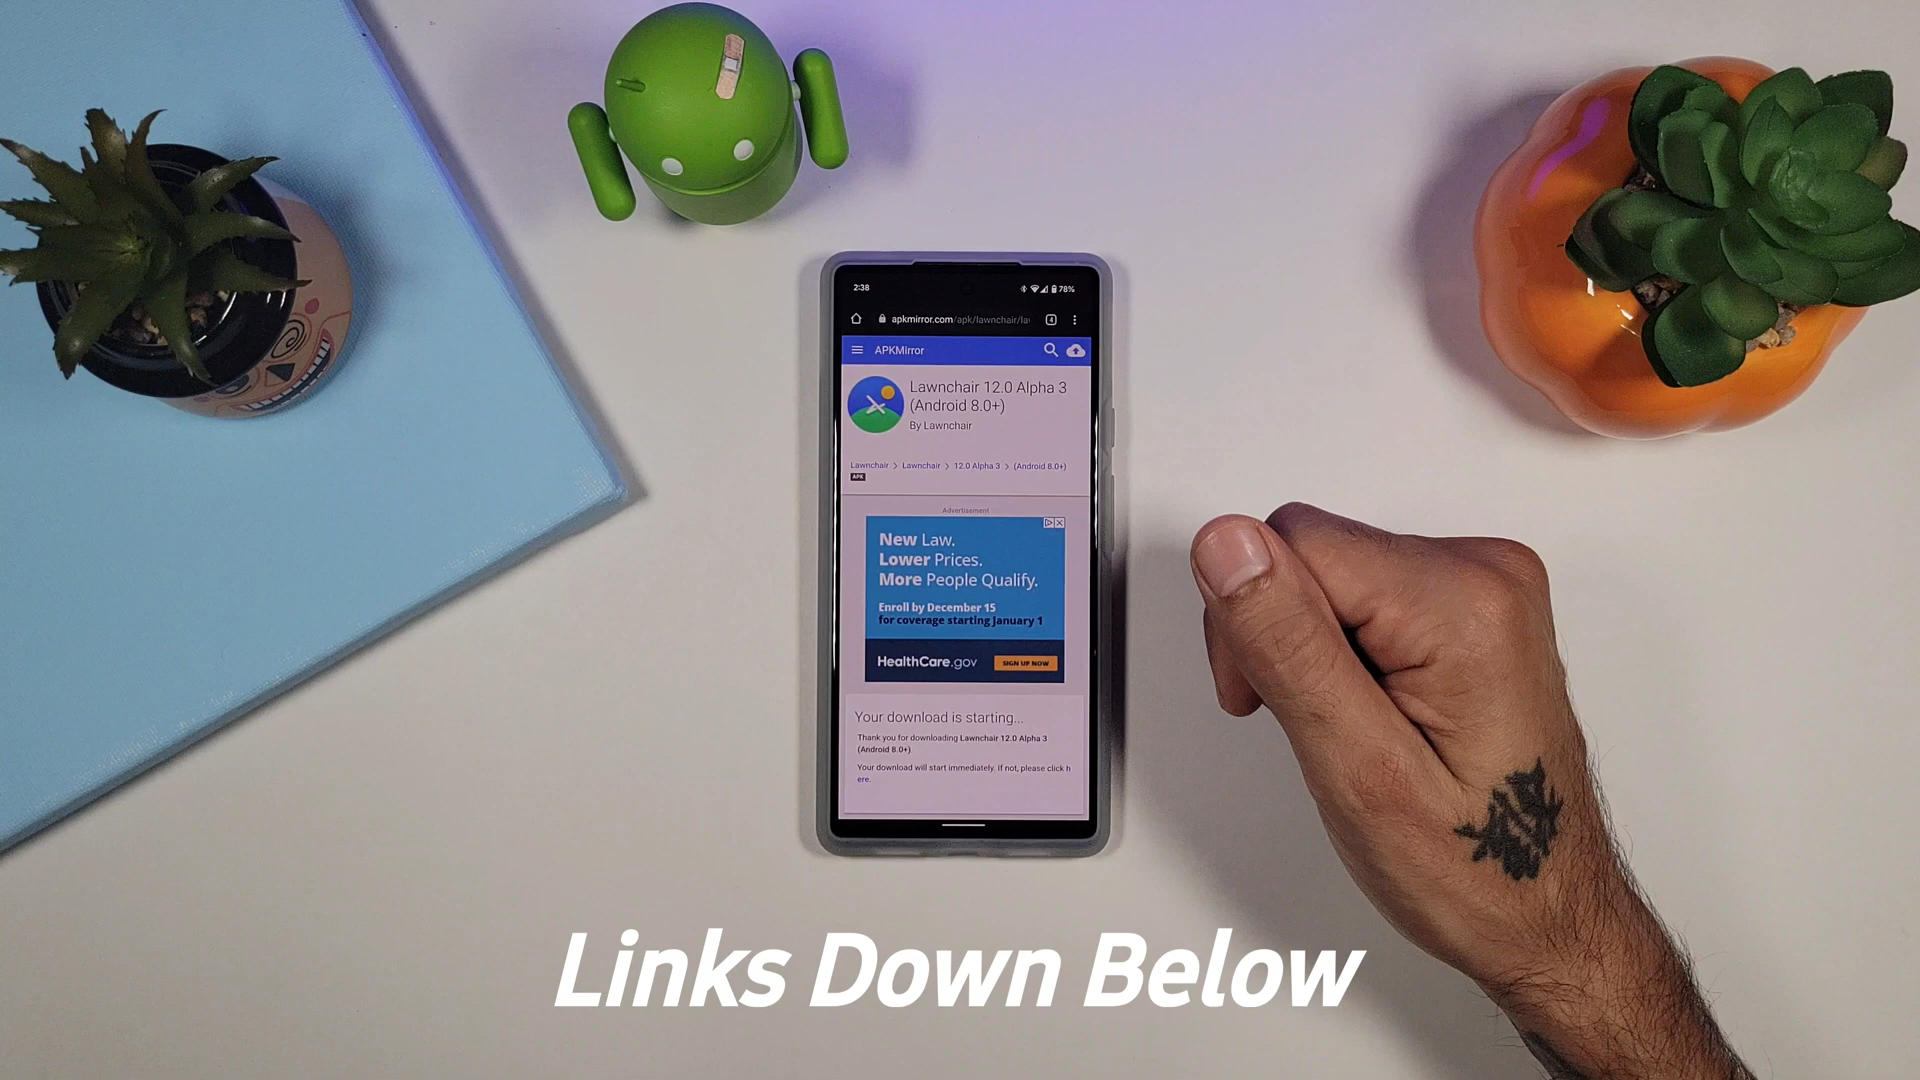 2:38
78%
apkmirror.com/apk/lawnchair/la
4
APKMirror
Lawnchair 12.0 Alpha 3
(Android 8.0+)
By Lawnchair
Lawnchair > Lawnchair > 12.0 Alpha 3 > (Android 8.0+)
APK
Advertisement
New Law.
Lower Prices.
More People Qualify.
Enroll by December 15
for coverage starting January 1
HealthCare.gov
SIGN UP NOW
Your download is starting...
Thank you for downloading Lawnchair 12.0 Alpha 3
(Android 8.0+)
Your download will start immediately. If not, please click h
ere.
Links Down Below